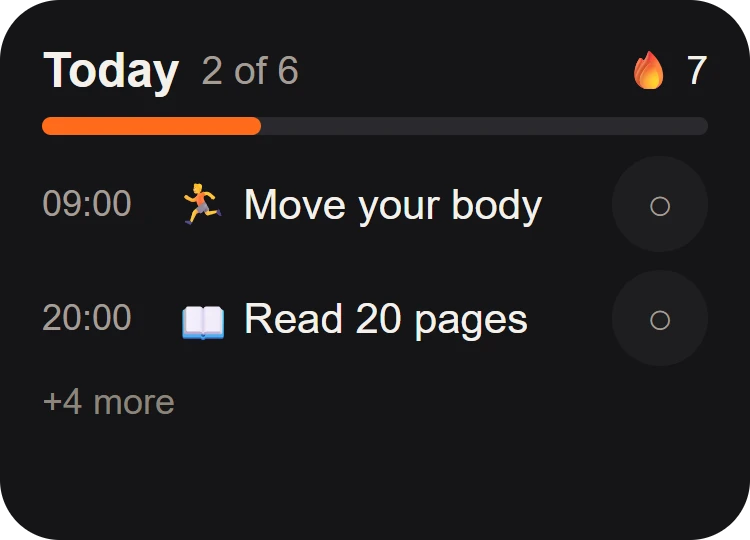 Today 2 of 6 🔥 7
09:00 🏃 Move your body ○
20:00 📖 Read 20 pages ○
+4 more